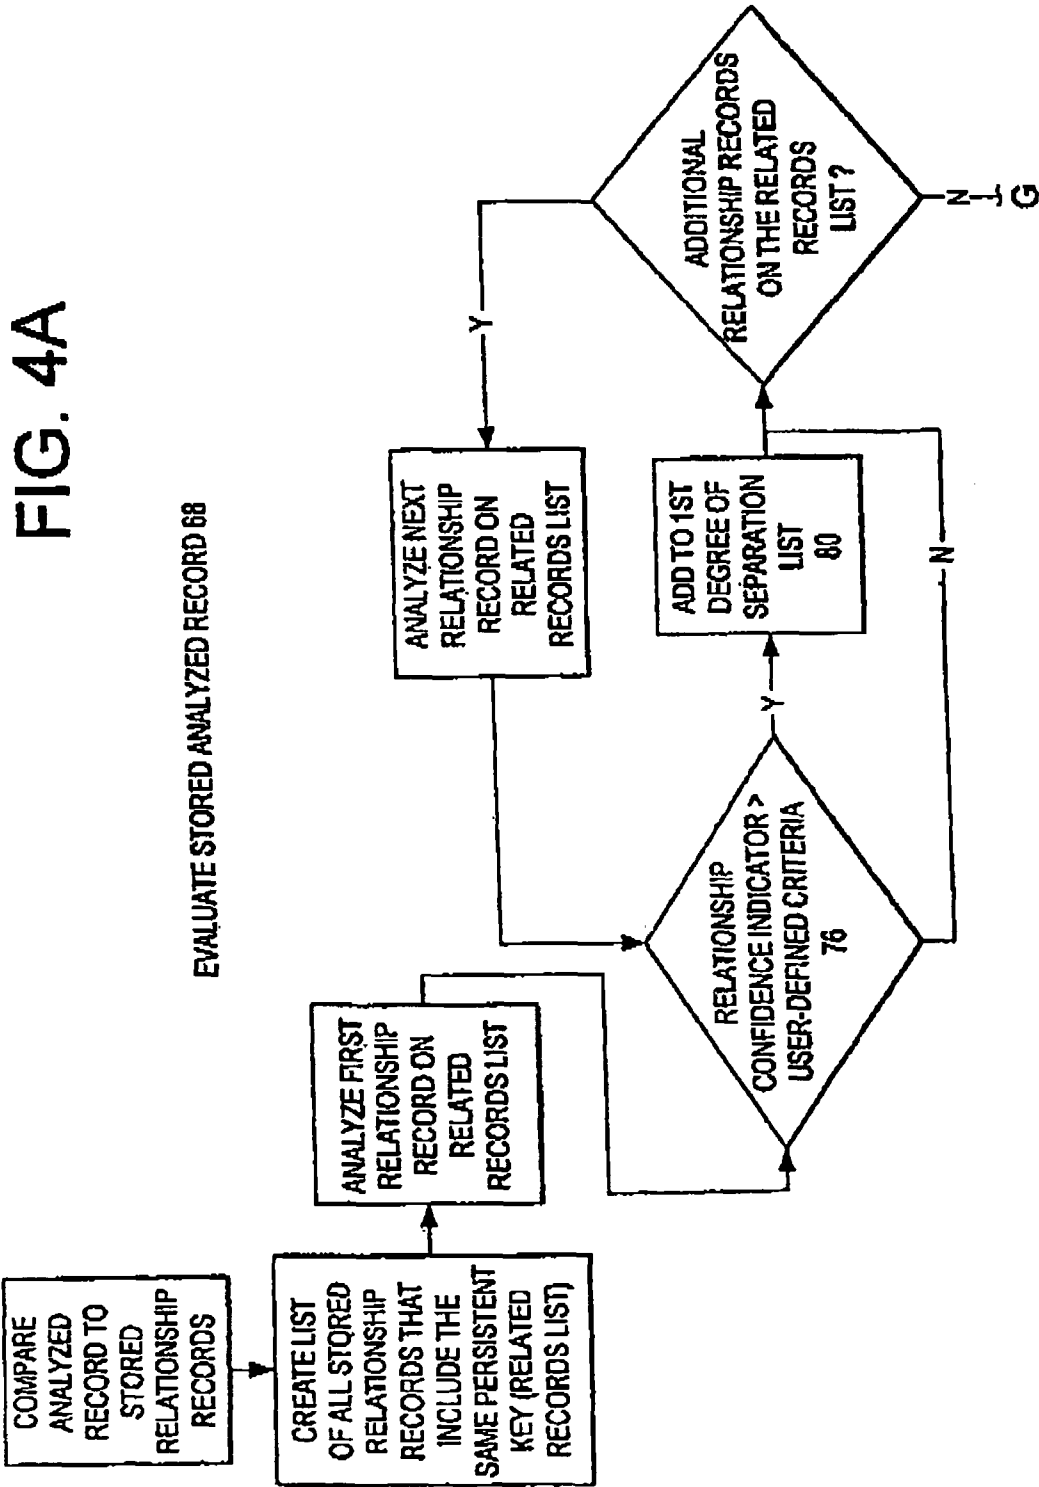 FIG. 4A
EVALUATE STORED ANALYZED RECORD 68
COMPARE
ANALYZED
RECORD TO
STORED
RELATIONSHIP
RECORDS
CREATE LIST
OF ALL STORED
RELATIONSHIP
RECORDS THAT
INCLUDE THE
SAME PERSISTENT
KEY (RELATED
RECORDS LIST)
ANALYZE FIRST
RELATIONSHIP
RECORD ON
RELATED
RECORDS LIST
RELATIONSHIP
CONFIDENCE INDICATOR >
USER-DEFINED CRITERIA
76
Y
N
ADD TO 1ST
DEGREE OF
SEPARATION
LIST
80
ANALYZE NEXT
RELATIONSHIP
RECORD ON
RELATED
RECORDS LIST
Y
ADDITIONAL
RELATIONSHIP RECORDS
ON THE RELATED
RECORDS
LIST ?
N
G